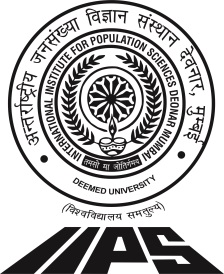 अन्तर्राष्ट्रीय जनसंख्या विज्ञान संस्थान देवनार, मुम्बई
INTERNATIONAL INSTITUTE FOR POPULATION SCIENCES DEONAR MUMBAI
तमसो मा ज्योतिर्गमय
DEEMED UNIVERSITY
(विश्वविद्यालय समतुल्य)
IIPS